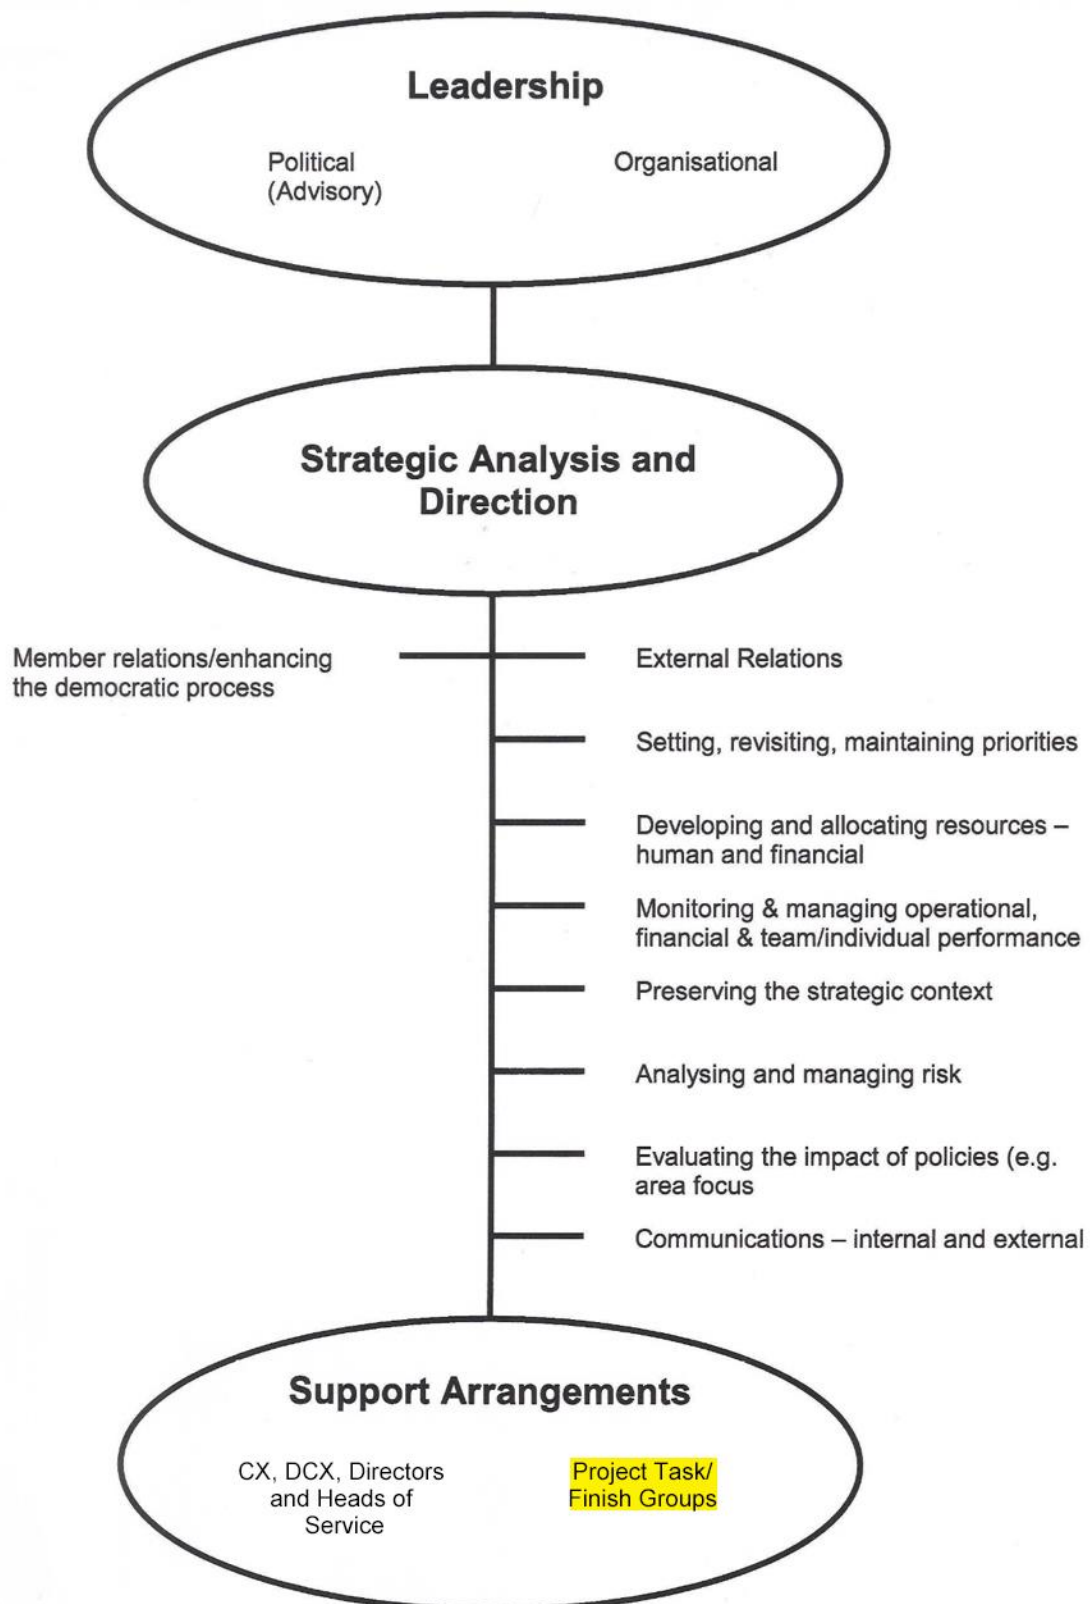 Leadership
Political
(Advisory)
Organisational
Strategic Analysis and
Direction
Member relations/enhancing
the democratic process
External Relations
Setting, revisiting, maintaining priorities
Developing and allocating resources –
human and financial
Monitoring & managing operational,
financial & team/individual performance
Preserving the strategic context
Analysing and managing risk
Evaluating the impact of policies (e.g.
area focus
Communications – internal and external
Support Arrangements
CX, DCX, Directors
and Heads of
Service
Project Task/
Finish Groups